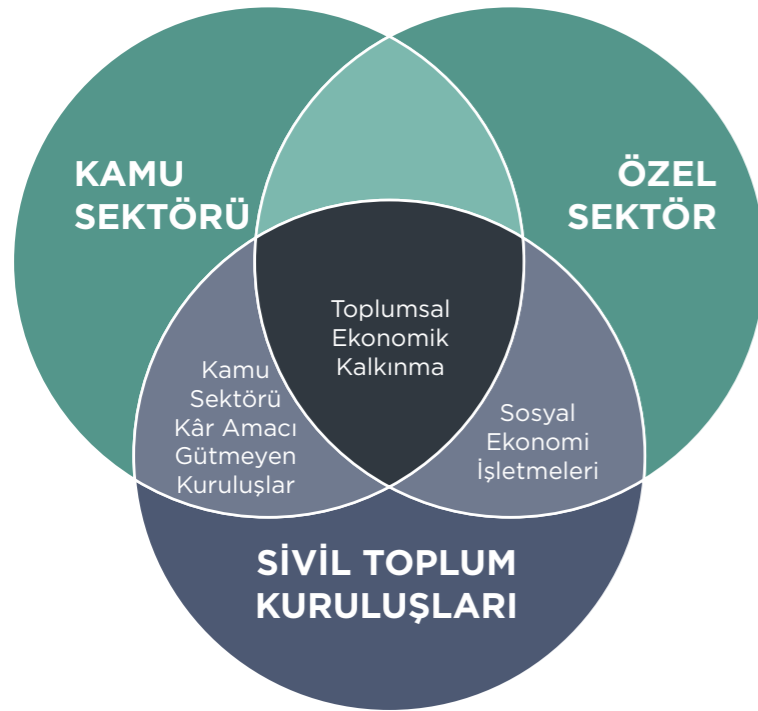 KAMU
SEKTÖRÜ
ÖZEL
SEKTÖR
Toplumsal
Ekonomik
Kalkınma
Kamu
Sektörü
Kâr Amacı
Gütmeyen
Kuruluşlar
Sosyal
Ekonomi
İşletmeleri
SİVİL TOPLUM
KURULUŞLARI